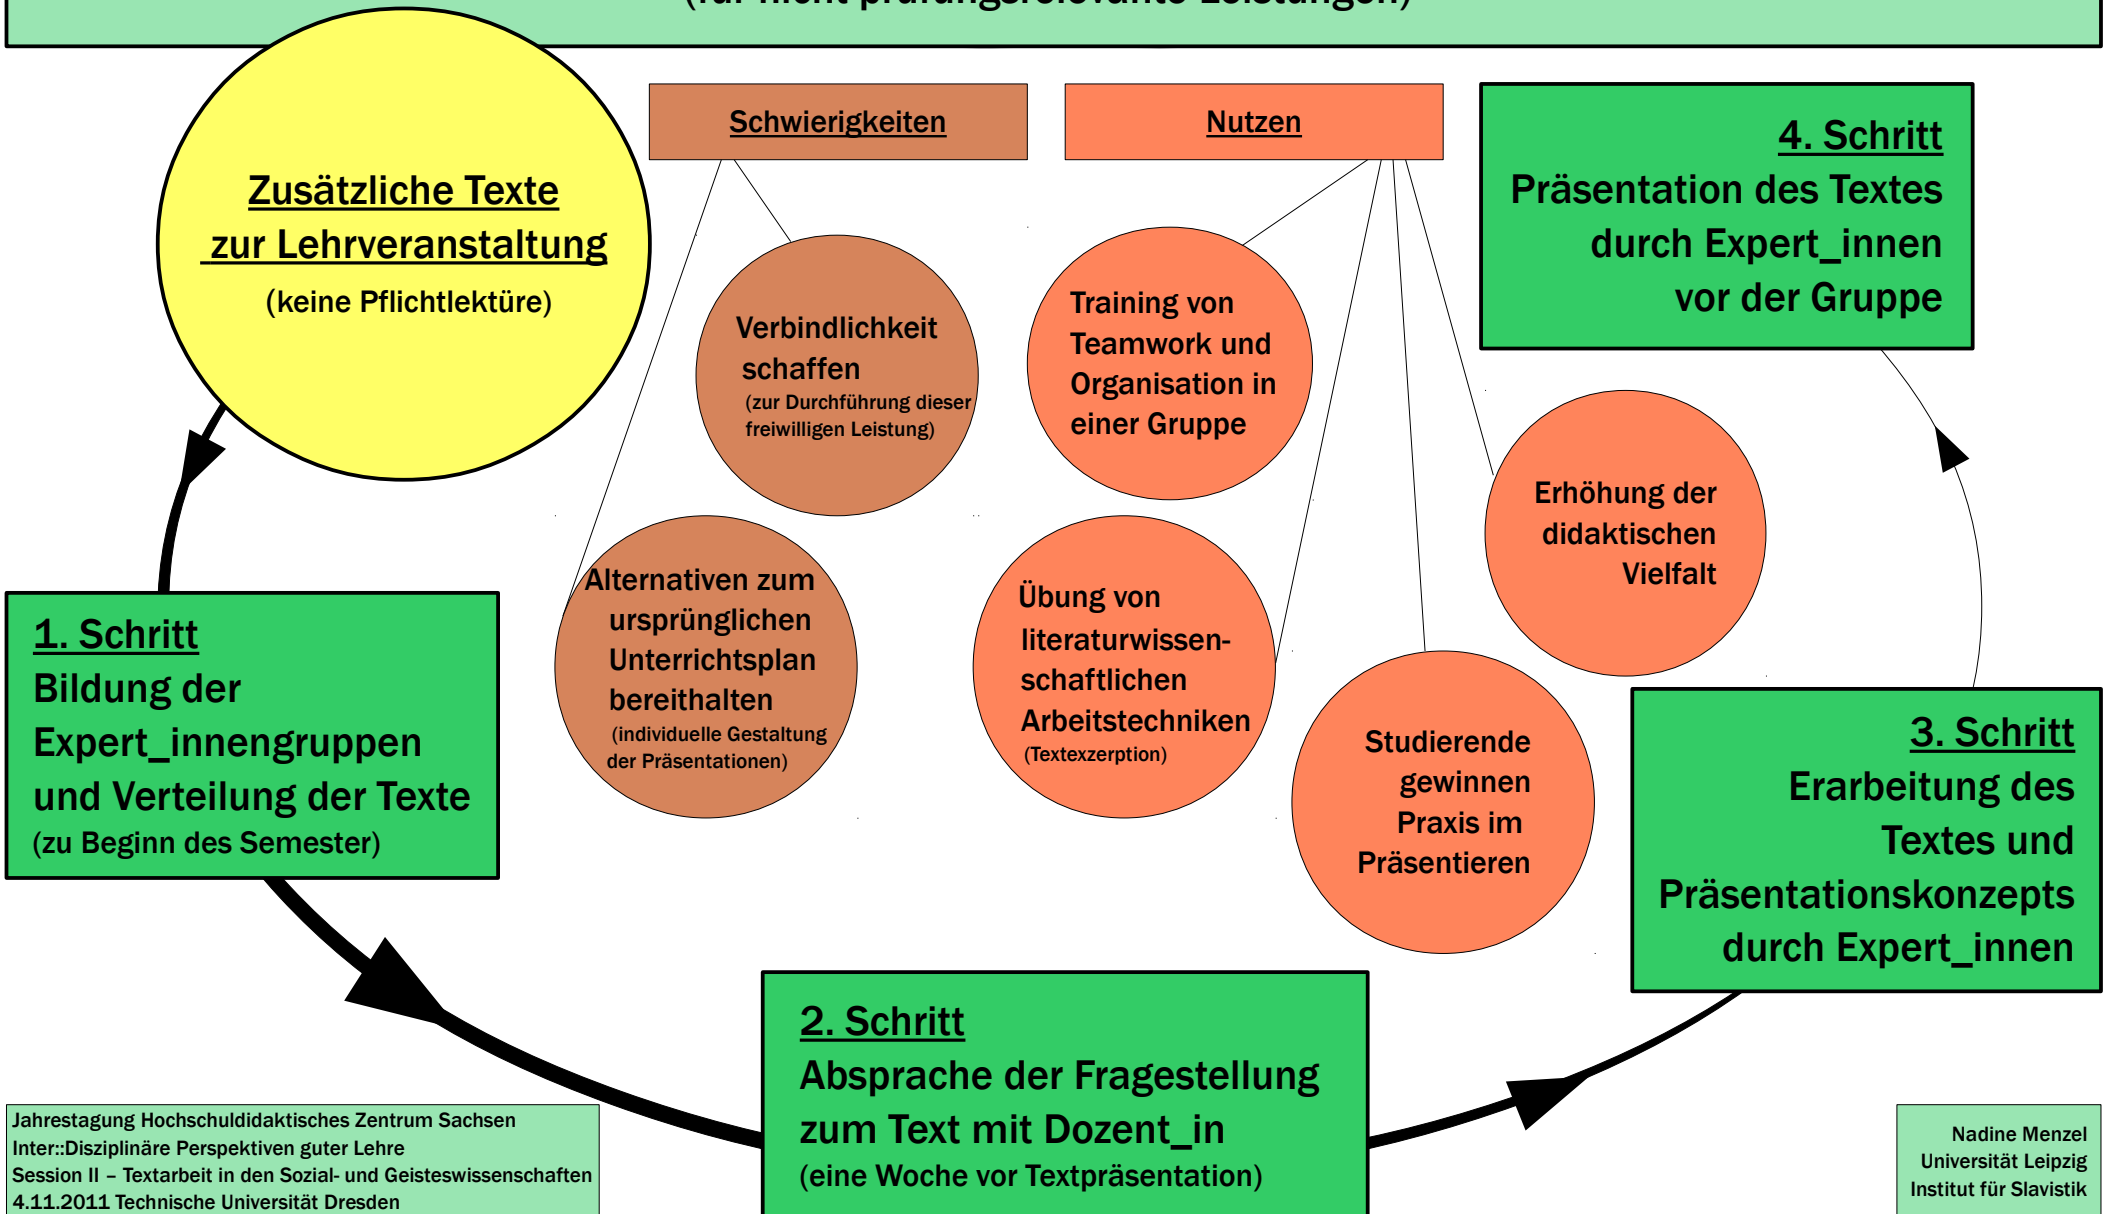 (für nicht prüfungsrelevante Leistungen)
Zusätzliche Texte
zur Lehrveranstaltung
(keine Pflichtlektüre)
Schwierigkeiten
Verbindlichkeit
schaffen
(zur Durchführung dieser
freiwilligen Leistung)
Alternativen zum
ursprünglichen
Unterrichtsplan
bereithalten
(individuelle Gestaltung
der Präsentationen)
Nutzen
Training von
Teamwork und
Organisation in
einer Gruppe
Übung von
literaturwissen-
schaftlichen
Arbeitstechniken
(Textexzerption)
Studierende
gewinnen
Praxis im
Präsentieren
Erhöhung der
didaktischen
Vielfalt
1. Schritt
Bildung der
Expert_innengruppen
und Verteilung der Texte
(zu Beginn des Semester)
2. Schritt
Absprache der Fragestellung
zum Text mit Dozent_in
(eine Woche vor Textpräsentation)
3. Schritt
Erarbeitung des
Textes und
Präsentationskonzepts
durch Expert_innen
4. Schritt
Präsentation des Textes
durch Expert_innen
vor der Gruppe
Jahrestagung Hochschuldidaktisches Zentrum Sachsen
Inter::Disziplinäre Perspektiven guter Lehre
Session II – Textarbeit in den Sozial- und Geisteswissenschaften
4.11.2011 Technische Universität Dresden
Nadine Menzel
Universität Leipzig
Institut für Slavistik